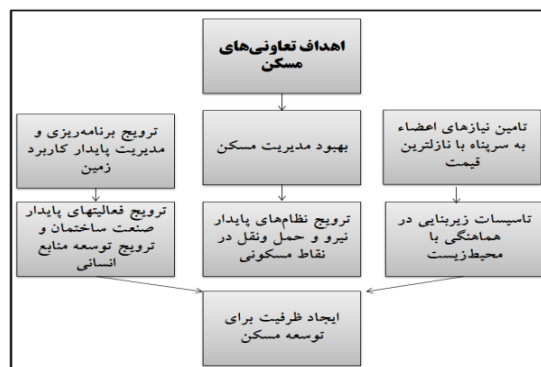 اهداف تعاونی‌های
مسکن
تامین نیازهای اعضاء
به سرپناه با نازلترین
قیمت
بهبود مدیریت مسکن
ترویج برنامه‌ریزی و
مدیریت پایدار کاربرد
زمین
تاسیسات زیربنایی در
هماهنگی با
محیط‌زیست
ترویج نظام‌های پایدار
نیرو و حمل ونقل در
نقاط مسکونی
ترویج فعالیتهای پایدار
صنعت ساختمان و
ترویج توسعه منابع
انسانی
ایجاد ظرفیت برای
توسعه مسکن